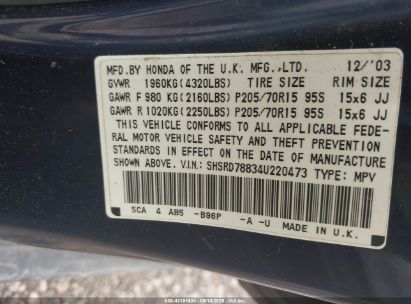 MFD.BY HONDA OF THE U.K. MFG.,LTD. 12/'03
GVWR 1960KG(4320LBS) TIRE SIZE RIM SIZE
GAWR F 980 KG(2160LBS) P205/70R15 95S 15x6 JJ
GAWR R 1020KG(2250LBS) P205/70R15 95S 15x6 JJ
THIS VEHICLE CONFORMS TO ALL APPLICABLE FEDE-
RAL MOTOR VEHICLE SAFETY AND THEFT PREVENTION
STANDARDS IN EFFECT ON THE DATE OF MANUFACTURE
SHOWN ABOVE. V.I.N: SHSRD78834U220473 TYPE: MPV
SCA 4 AB5 -B96P -A -U MADE IN U.K.